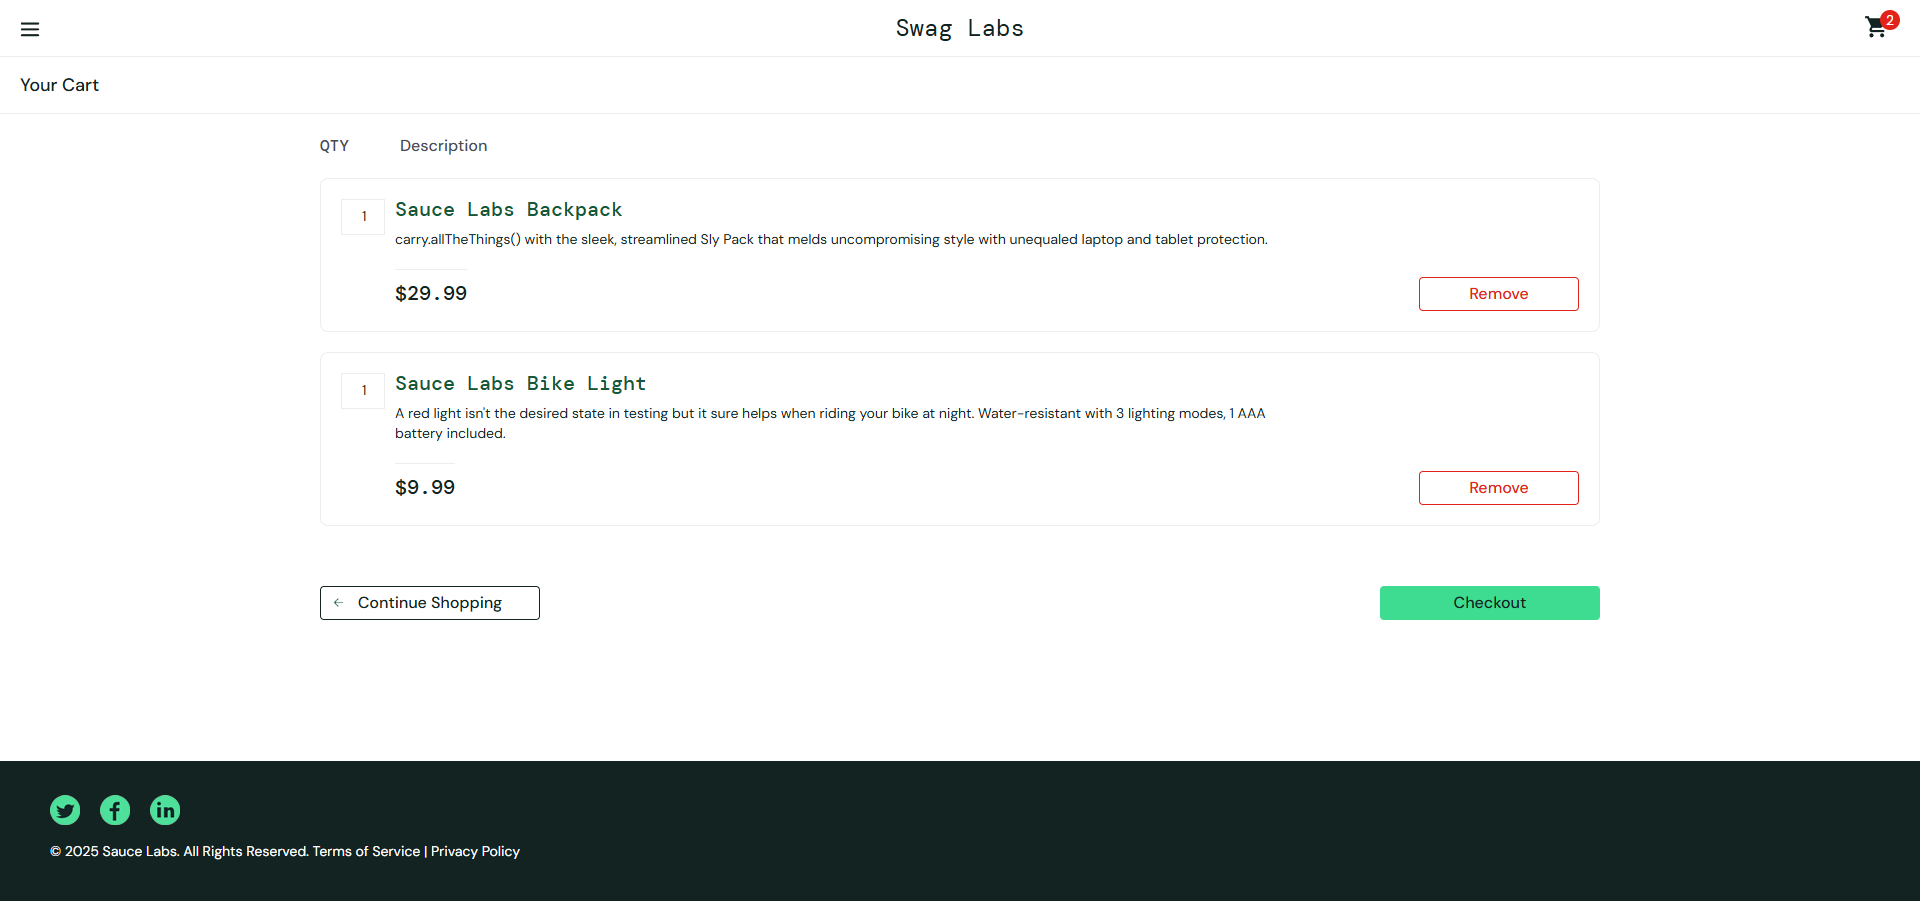 Swag Labs
2
Your Cart
QTY Description
1
Sauce Labs Backpack
carry.allTheThings() with the sleek, streamlined Sly Pack that melds uncompromising style with unequaled laptop and tablet protection.
$29.99
Remove
1
Sauce Labs Bike Light
A red light isn't the desired state in testing but it sure helps when riding your bike at night. Water-resistant with 3 lighting modes, 1 AAA
battery included.
$9.99
Remove
Continue Shopping
Checkout
© 2025 Sauce Labs. All Rights Reserved. Terms of Service | Privacy Policy